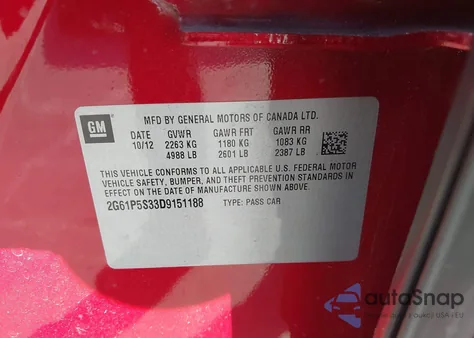 MFD BY GENERAL MOTORS OF CANADA LTD.
GM
DATE GVWR GAWR FRT GAWR RR
10/12 2263 KG 1180 KG 1083 KG
4988 LB 2601 LB 2387 LB
THIS VEHICLE CONFORMS TO ALL APPLICABLE U.S. FEDERAL MOTOR
VEHICLE SAFETY, BUMPER, AND THEFT PREVENTION STANDARDS IN
EFFECT ON THE DATE OF MANUFACTURE SHOWN ABOVE.
2G61P5S33D9151188 TYPE: PASS CAR
autoSnap
USA | EU